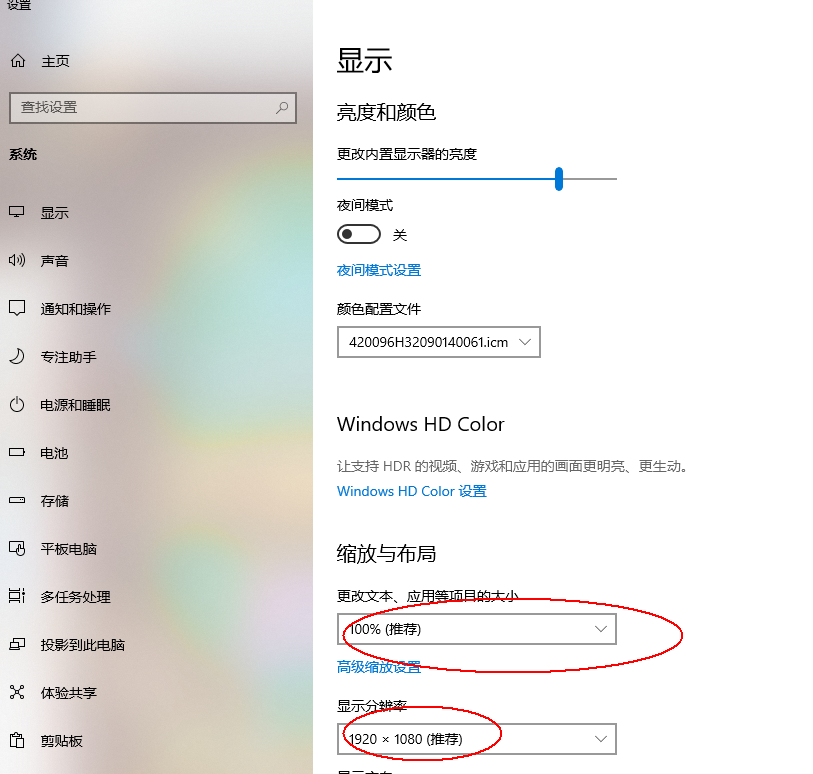 设置
主页
查找设置
系统
显示
声音
通知和操作
专注助手
电源和睡眠
电池
存储
平板电脑
多任务处理
投影到此电脑
体验共享
剪贴板
显示
亮度和颜色
更改内置显示器的亮度
夜间模式
关
夜间模式设置
颜色配置文件
420096H32090140061.icm
Windows HD Color
让支持 HDR 的视频、游戏和应用的画面更明亮、更生动。
Windows HD Color 设置
缩放与布局
更改文本、应用等项目的大小
100% (推荐)
高级缩放设置
显示分辨率
1920 × 1080 (推荐)